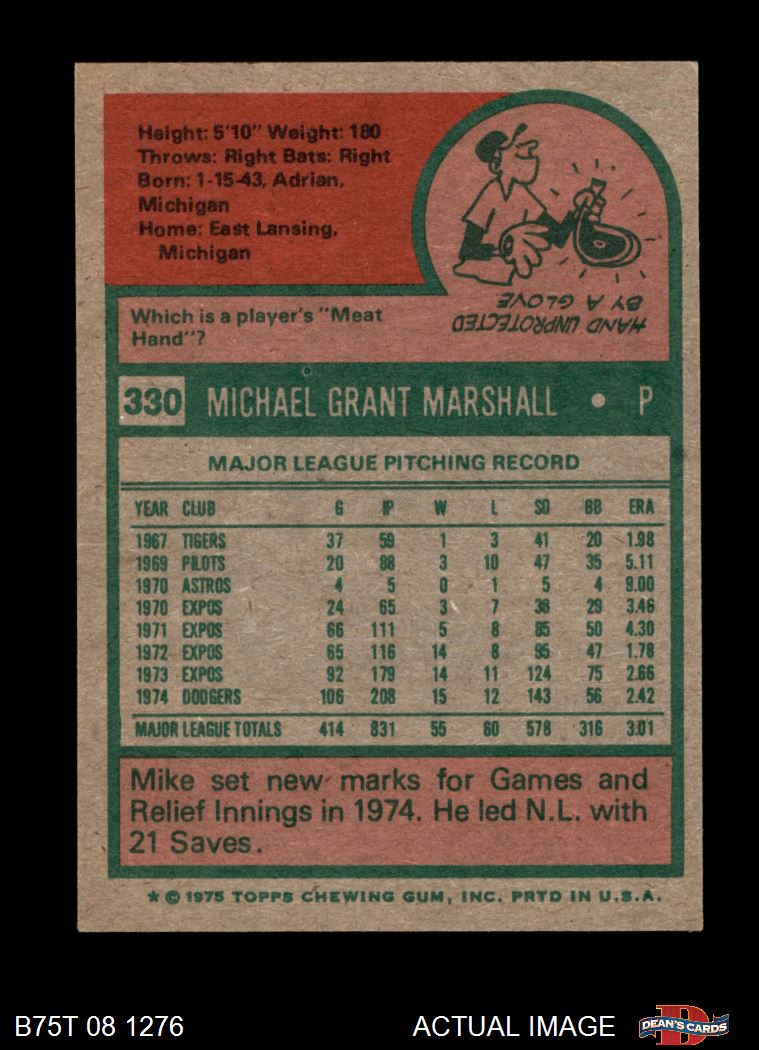 Height: 5'10" Weight: 180
Throws: Right Bats: Right
Born: 1-15-43, Adrian,
Michigan
Home: East Lansing,
Michigan
Which is a player's "Meat
Hand"?
HAND UNPROTECTED
BY A GLOVE
330 MICHAEL GRANT MARSHALL • P
MAJOR LEAGUE PITCHING RECORD
YEAR CLUB G IP W L SO BB ERA
1967 TIGERS 37 59 1 3 41 20 1.98
1969 PILOTS 20 88 3 10 47 35 5.11
1970 ASTROS 4 5 0 1 5 4 9.00
1970 EXPOS 24 65 3 7 38 29 3.46
1971 EXPOS 66 111 5 8 85 50 4.30
1972 EXPOS 65 116 14 8 95 47 1.78
1973 EXPOS 92 179 14 11 124 75 2.66
1974 DODGERS 106 208 15 12 143 56 2.42
MAJOR LEAGUE TOTALS 414 831 55 60 578 316 3.01
Mike set new marks for Games and
Relief Innings in 1974. He led N.L. with
21 Saves.
* © 1975 TOPPS CHEWING GUM, INC. PRTD IN U.S.A.
B75T 08 1276 ACTUAL IMAGE
D
DEAN'S CARDS